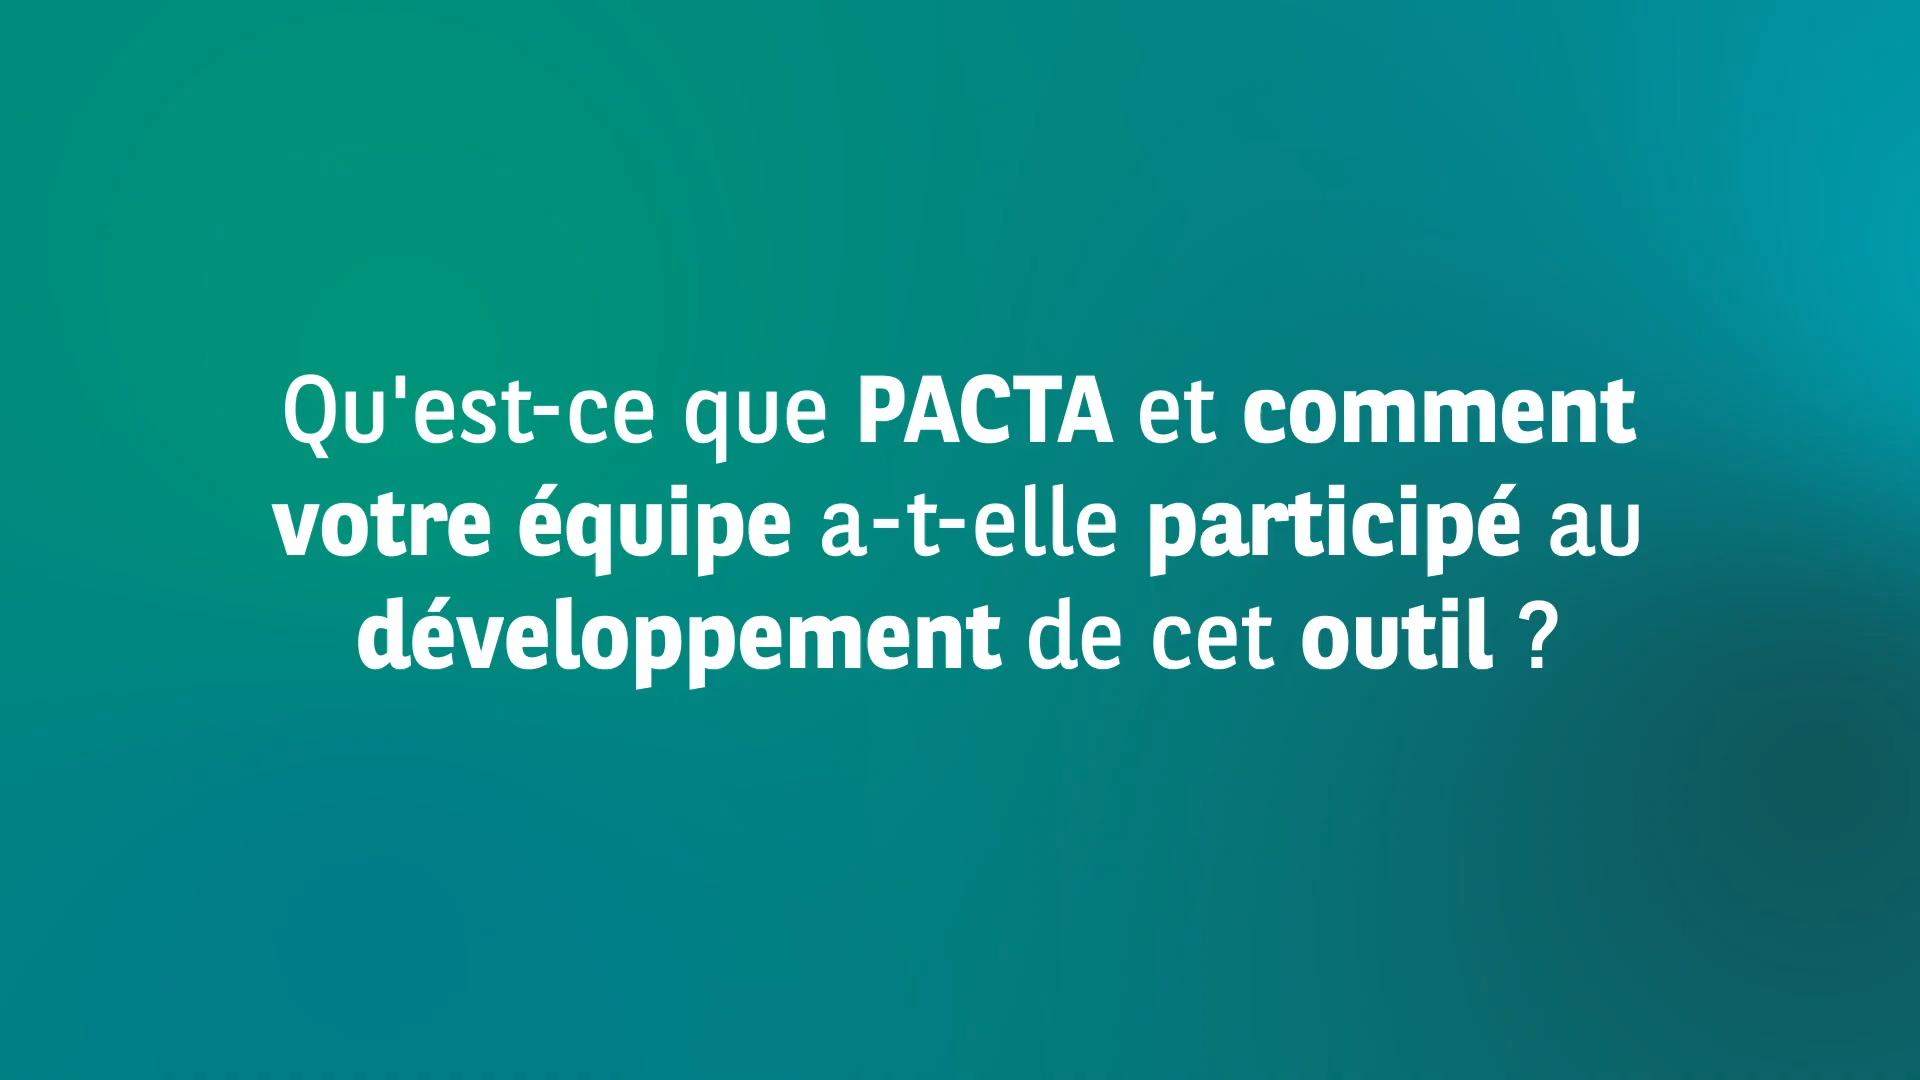 Qu'est-ce que PACTA et comment
votre équipe a-t-elle participé au
développement de cet outil ?